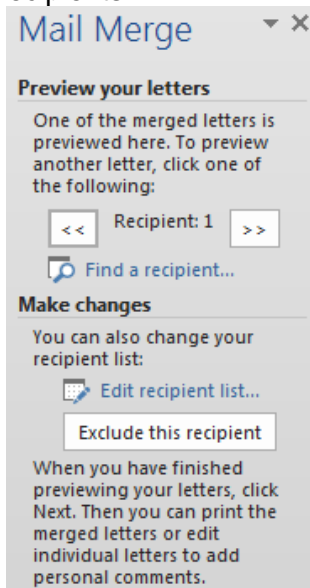 Mail Merge
Preview your letters
One of the merged letters is
previewed here. To preview
another letter, click one of
the following:
<< Recipient: 1 >>
Find a recipient...
Make changes
You can also change your
recipient list:
Edit recipient list...
Exclude this recipient
When you have finished
previewing your letters, click
Next. Then you can print the
merged letters or edit
individual letters to add
personal comments.